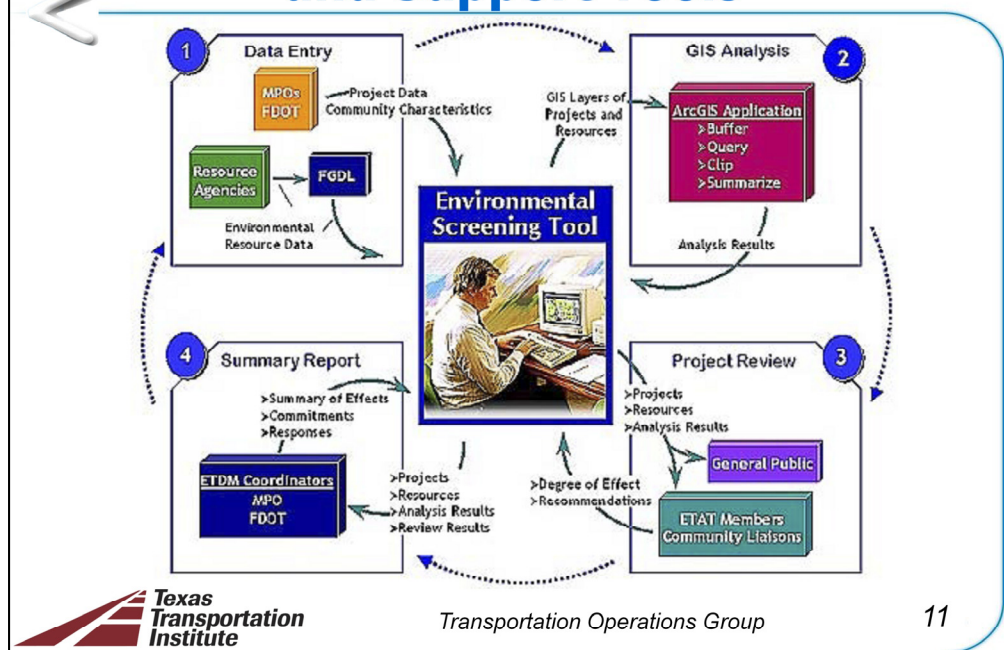 and Support Tools
1
Data Entry
MPOs
FDOT
Project Data
Community Characteristics
Resource
Agencies
FGDL
Environmental
Resource Data
GIS Analysis
2
GIS Layers of
Projects and
Resources
ArcGIS Application
>Buffer
>Query
>Clip
>Summarize
Analysis Results
Environmental
Screening Tool
4
Summary Report
>Summary of Effects
>Commitments
>Responses
ETDM Coordinators
MPO
FDOT
>Projects
>Resources
>Analysis Results
>Review Results
Project Review
3
>Projects
>Resources
>Analysis Results
General Public
>Degree of Effect
>Recommendations
ETAT Members
Community Liaisons
Texas
Transportation
Institute
Transportation Operations Group
11